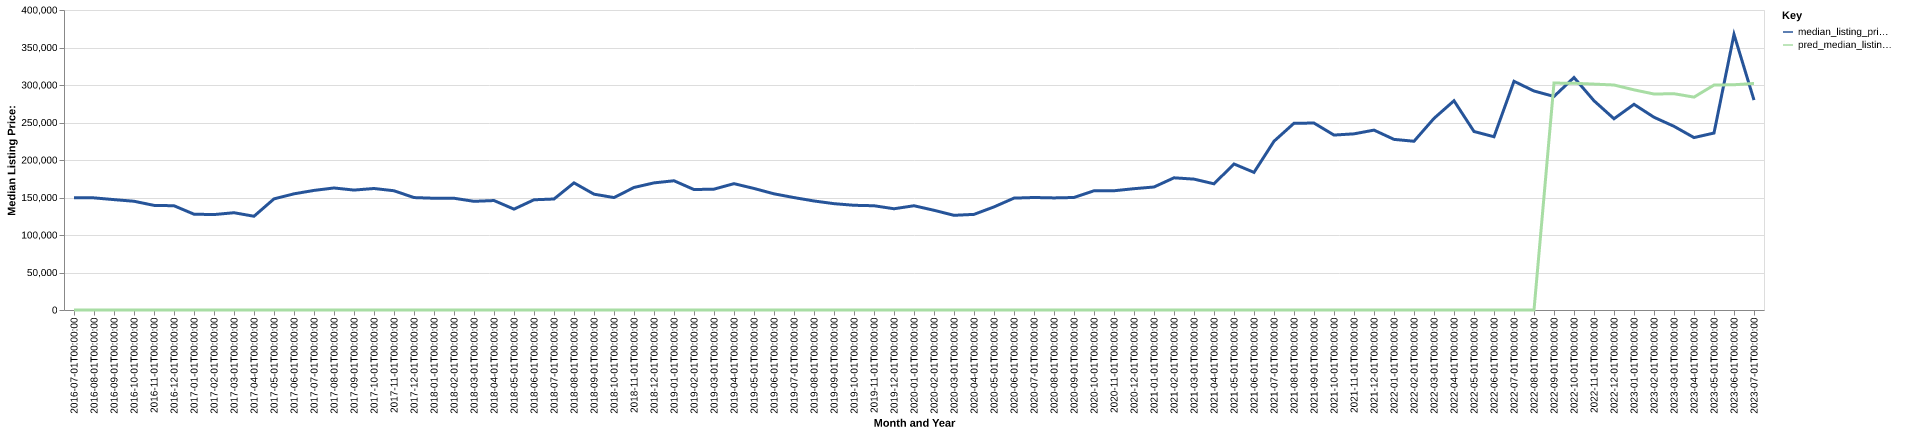 400,000
350,000
300,000
250,000
200,000
150,000
100,000
50,000
0
Median Listing Price:
2016-07-01T00:00:00
2016-08-01T00:00:00
2016-09-01T00:00:00
2016-10-01T00:00:00
2016-11-01T00:00:00
2016-12-01T00:00:00
2017-01-01T00:00:00
2017-02-01T00:00:00
2017-03-01T00:00:00
2017-04-01T00:00:00
2017-05-01T00:00:00
2017-06-01T00:00:00
2017-07-01T00:00:00
2017-08-01T00:00:00
2017-09-01T00:00:00
2017-10-01T00:00:00
2017-11-01T00:00:00
2017-12-01T00:00:00
2018-01-01T00:00:00
2018-02-01T00:00:00
2018-03-01T00:00:00
2018-04-01T00:00:00
2018-05-01T00:00:00
2018-06-01T00:00:00
2018-07-01T00:00:00
2018-08-01T00:00:00
2018-09-01T00:00:00
2018-10-01T00:00:00
2018-11-01T00:00:00
2018-12-01T00:00:00
2019-01-01T00:00:00
2019-02-01T00:00:00
2019-03-01T00:00:00
2019-04-01T00:00:00
2019-05-01T00:00:00
2019-06-01T00:00:00
2019-07-01T00:00:00
2019-08-01T00:00:00
2019-09-01T00:00:00
2019-10-01T00:00:00
2019-11-01T00:00:00
2019-12-01T00:00:00
2020-01-01T00:00:00
2020-02-01T00:00:00
2020-03-01T00:00:00
2020-04-01T00:00:00
2020-05-01T00:00:00
2020-06-01T00:00:00
2020-07-01T00:00:00
2020-08-01T00:00:00
2020-09-01T00:00:00
2020-10-01T00:00:00
2020-11-01T00:00:00
2020-12-01T00:00:00
2021-01-01T00:00:00
2021-02-01T00:00:00
2021-03-01T00:00:00
2021-04-01T00:00:00
2021-05-01T00:00:00
2021-06-01T00:00:00
2021-07-01T00:00:00
2021-08-01T00:00:00
2021-09-01T00:00:00
2021-10-01T00:00:00
2021-11-01T00:00:00
2021-12-01T00:00:00
2022-01-01T00:00:00
2022-02-01T00:00:00
2022-03-01T00:00:00
2022-04-01T00:00:00
2022-05-01T00:00:00
2022-06-01T00:00:00
2022-07-01T00:00:00
2022-08-01T00:00:00
2022-09-01T00:00:00
2022-10-01T00:00:00
2022-11-01T00:00:00
2022-12-01T00:00:00
2023-01-01T00:00:00
2023-02-01T00:00:00
2023-03-01T00:00:00
2023-04-01T00:00:00
2023-05-01T00:00:00
2023-06-01T00:00:00
2023-07-01T00:00:00
Month and Year
Key
median_listing_pri…
pred_median_listin…